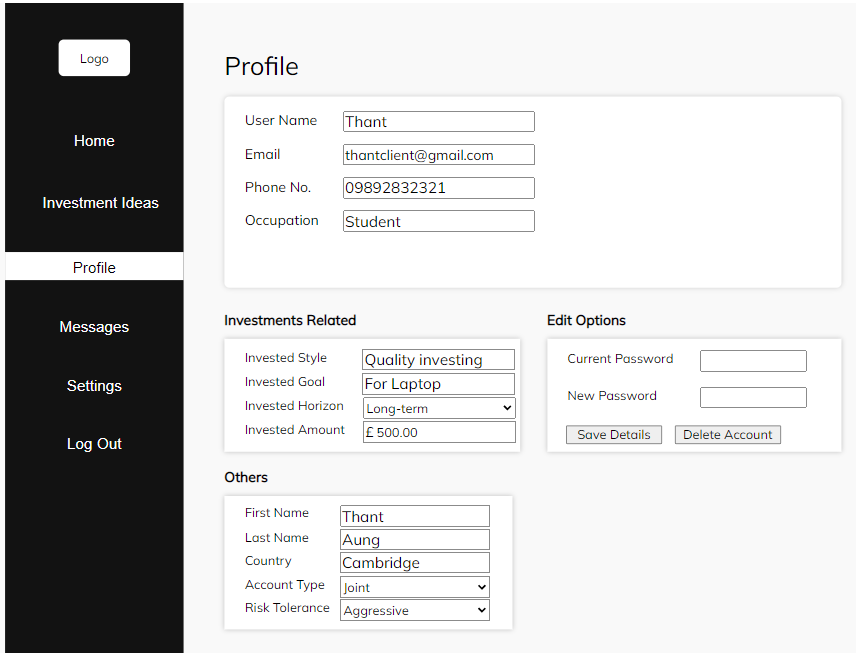 Logo
Home
Investment Ideas
Profile
Messages
Settings
Log Out
Profile
User Name Thant
Email thantclient@gmail.com
Phone No. 09892832321
Occupation Student
Investments Related
Invested Style Quality investing
Invested Goal For Laptop
Invested Horizon Long-term
Invested Amount £ 500.00
Edit Options
Current Password
New Password
Save Details Delete Account
Others
First Name Thant
Last Name Aung
Country Cambridge
Account Type Joint
Risk Tolerance Aggressive